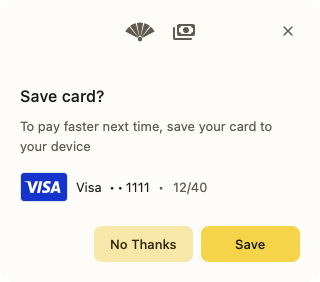 Save card?
To pay faster next time, save your card to
your device
VISA Visa • • 1111 • 12/40
No Thanks Save